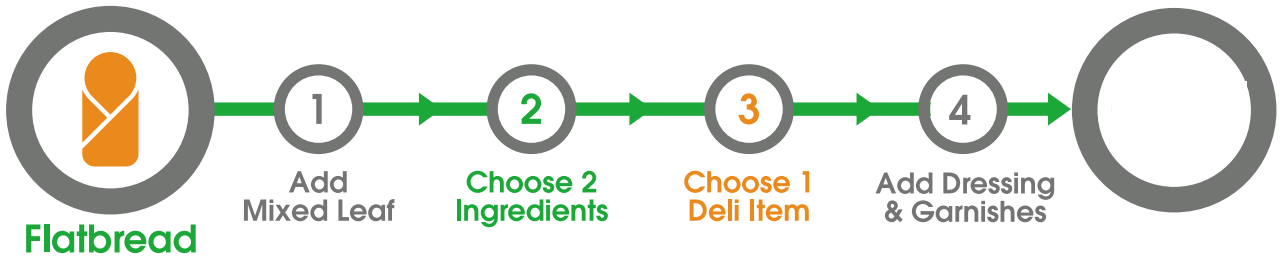 Flatbread
1
Add
Mixed Leaf
2
Choose 2
Ingredients
3
Choose 1
Deli Item
4
Add Dressing
& Garnishes